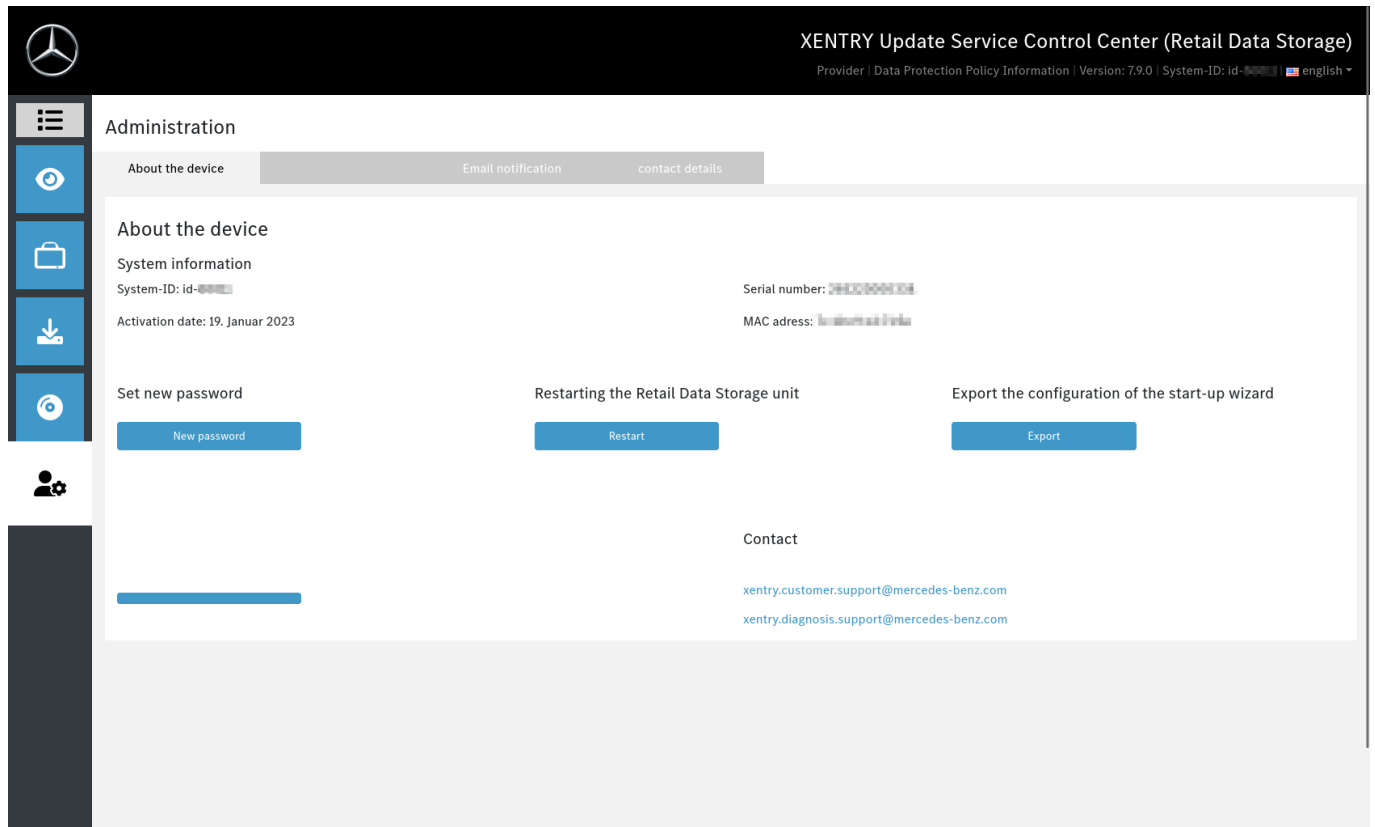 XENTRY Update Service Control Center (Retail Data Storage)
Provider | Data Protection Policy Information | Version: 7.9.0 | System-ID: id- | english
Administration
About the device Email notification contact details
About the device
System information
System-ID: id- Serial number:
Activation date: 19. Januar 2023 MAC adress:
Set new password Restarting the Retail Data Storage unit Export the configuration of the start-up wizard
New password Restart Export
Contact
xentry.customer.support@mercedes-benz.com
xentry.diagnosis.support@mercedes-benz.com